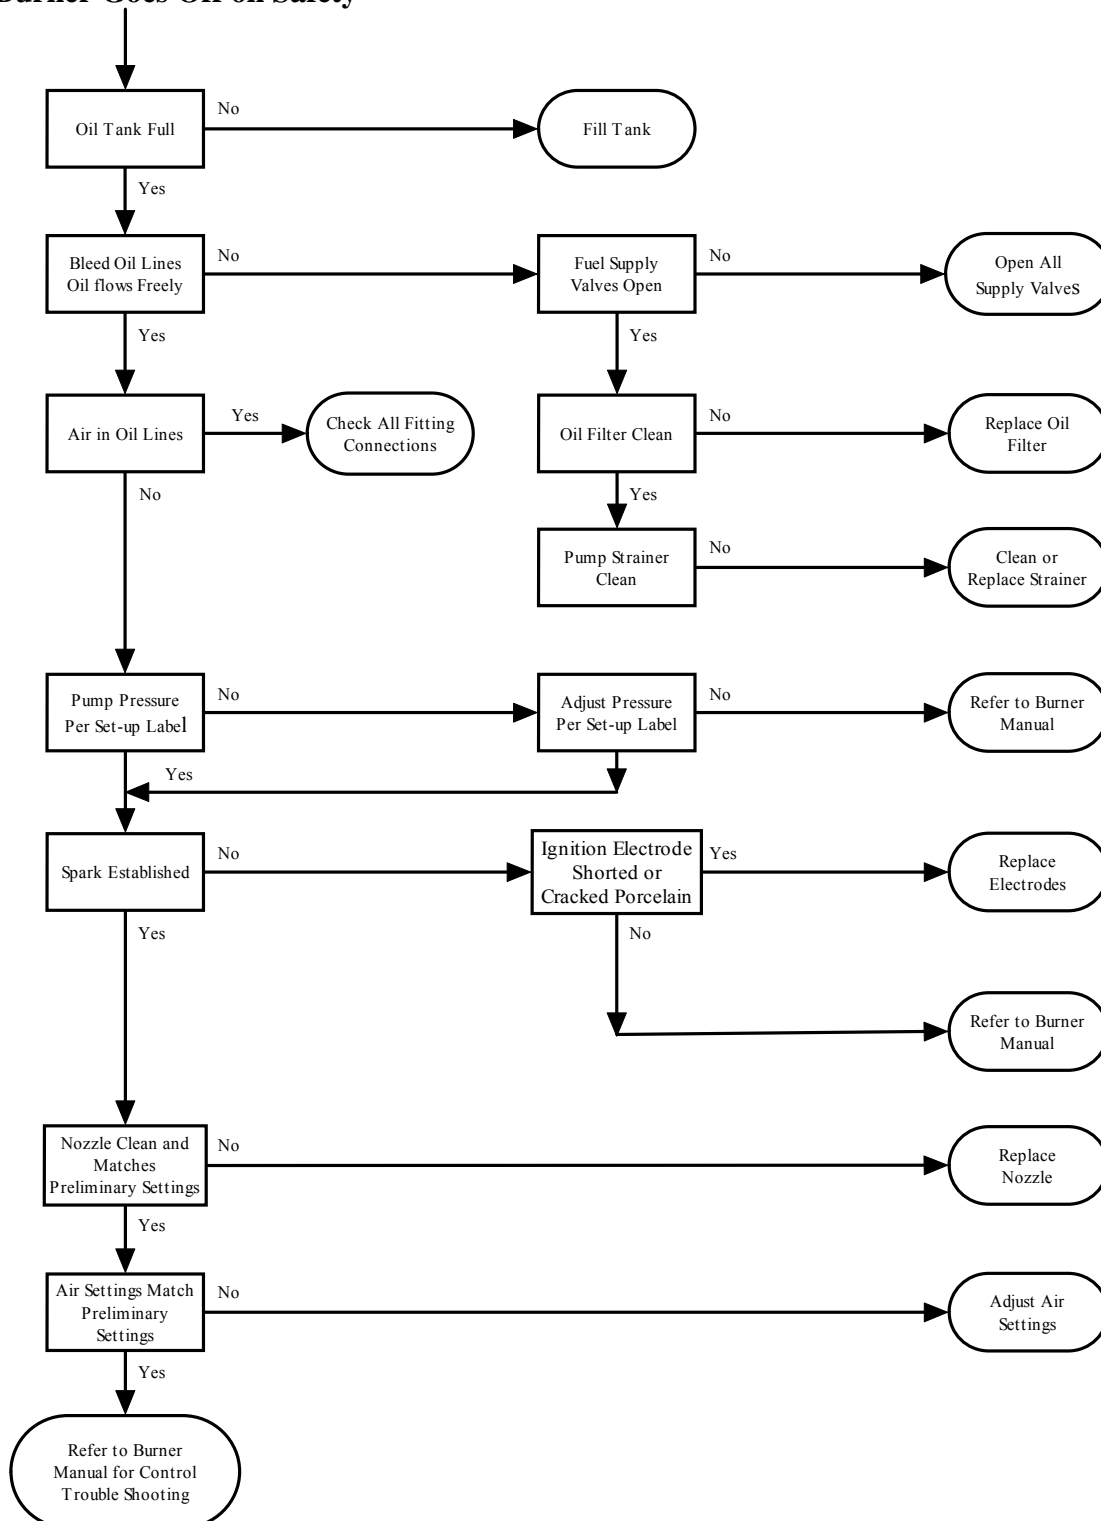 Burner Goes Off on Safety
Oil Tank Full
No
Fill Tank
Yes
Bleed Oil Lines
Oil flows Freely
No
Fuel Supply
Valves Open
No
Open All
Supply Valves
Yes
Yes
Air in Oil Lines
Yes
Check All Fitting
Connections
Oil Filter Clean
No
Replace Oil
Filter
No
Yes
Pump Strainer
Clean
No
Clean or
Replace Strainer
Pump Pressure
Per Set-up Label
No
Adjust Pressure
Per Set-up Label
No
Refer to Burner
Manual
Yes
Spark Established
No
Ignition Electrode
Shorted or
Cracked Porcelain
Yes
Replace
Electrodes
Yes
No
Refer to Burner
Manual
Nozzle Clean and
Matches
Preliminary Settings
No
Replace
Nozzle
Yes
Air Settings Match
Preliminary
Settings
No
Adjust Air
Settings
Yes
Refer to Burner
Manual for Control
Trouble Shooting